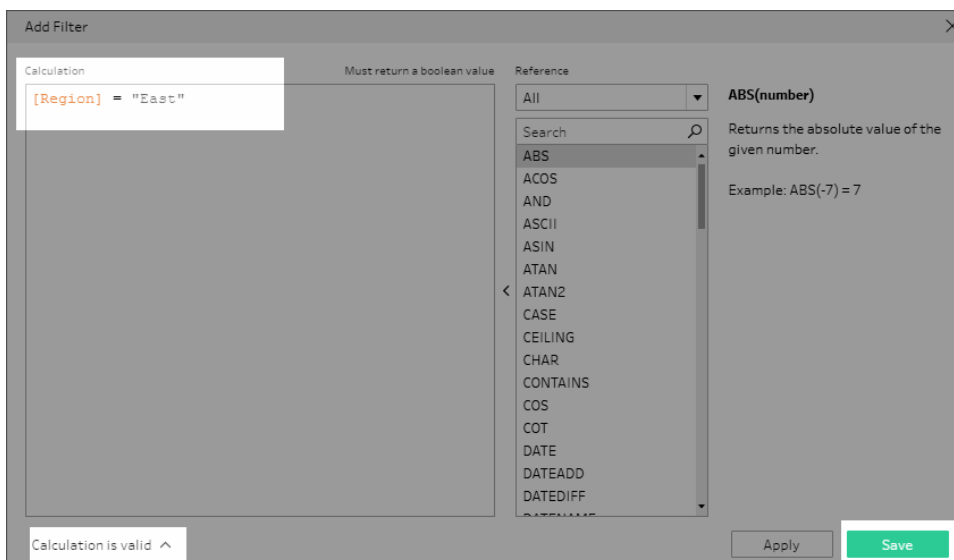 Add Filter
Calculation Must return a boolean value Reference
[Region] = "East"
All
Search
ABS
ACOS
AND
ASCII
ASIN
ATAN
ATAN2
CASE
CEILING
CHAR
CONTAINS
COS
COT
DATE
DATEADD
DATEDIFF
DATENAME
ABS(number)
Returns the absolute value of the
given number.
Example: ABS(-7) = 7
Calculation is valid
Apply Save